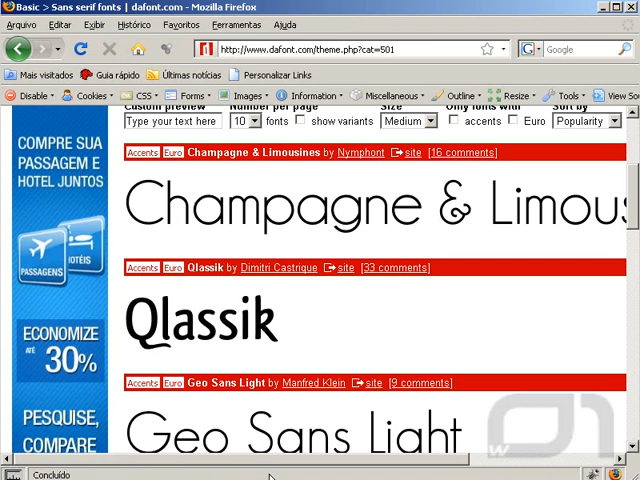 Basic > Sans serif fonts | dafont.com - Mozilla Firefox
Arquivo Editar Exibir Histórico Favoritos Ferramentas Ajuda
http://www.dafont.com/theme.php?cat=501
Google
Mais visitados Guia rápido Últimas notícias Personalizar Links
Disable Cookies CSS Forms Images Information Miscellaneous Outline Resize Tools View Sou
Custom preview Number per page Size Only fonts with Sort by
Type your text here 10 fonts show variants Medium accents Euro Popularity
Accents Euro Champagne & Limousines by Nymphont site [16 comments]
Champagne & Limous
Accents Euro Qlassik by Dimitri Castrique site [33 comments]
Qlassik
Accents Euro Geo Sans Light by Manfred Klein site [9 comments]
Geo Sans Light
COMPRE SUA
PASSAGEM E
HOTEL JUNTOS
PASSAGENS
HOTÉIS
ECONOMIZE
ATÉ 30%
PESQUISE,
COMPARE
W
Concluído